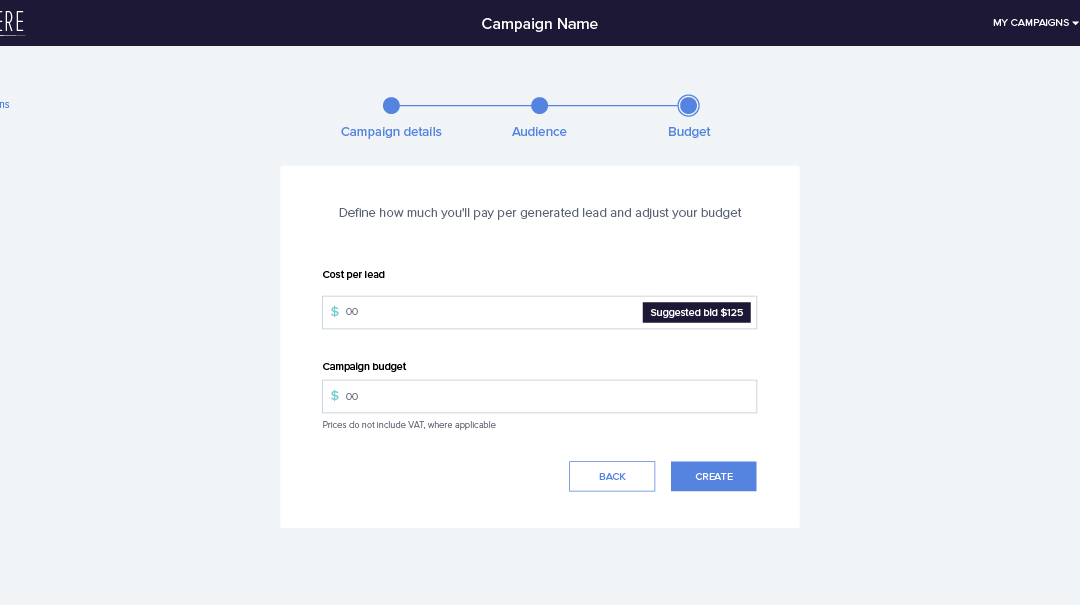 ERE
Campaign Name
MY CAMPAIGNS
ns
Campaign details
Audience
Budget
Define how much you'll pay per generated lead and adjust your budget
Cost per lead
$ 00
Suggested bid $125
Campaign budget
$ 00
Prices do not include VAT, where applicable
BACK
CREATE